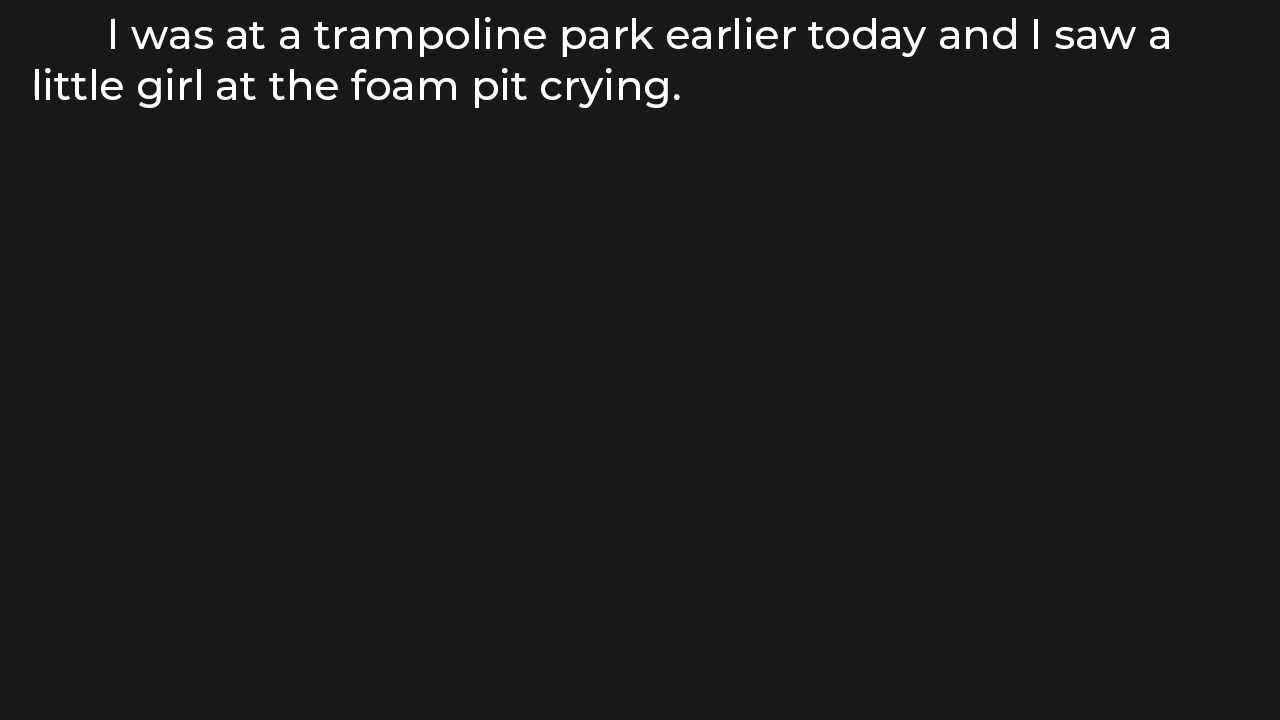 I was at a trampoline park earlier today and I saw a
little girl at the foam pit crying.